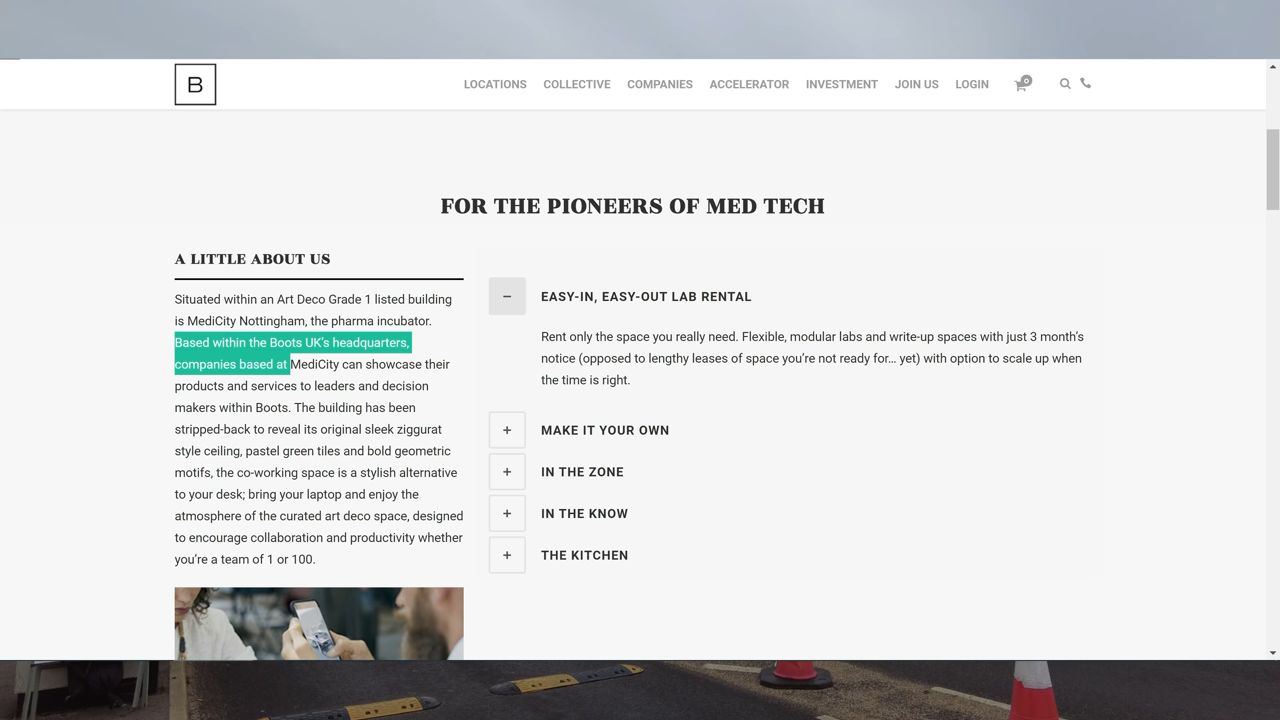 B
LOCATIONS COLLECTIVE COMPANIES ACCELERATOR INVESTMENT JOIN US LOGIN 0
FOR THE PIONEERS OF MED TECH
A LITTLE ABOUT US
Situated within an Art Deco Grade 1 listed building
is MediCity Nottingham, the pharma incubator.
Based within the Boots UK’s headquarters,
companies based at MediCity can showcase their
products and services to leaders and decision
makers within Boots. The building has been
stripped-back to reveal its original sleek ziggurat
style ceiling, pastel green tiles and bold geometric
motifs, the co-working space is a stylish alternative
to your desk; bring your laptop and enjoy the
atmosphere of the curated art deco space, designed
to encourage collaboration and productivity whether
you’re a team of 1 or 100.
− EASY-IN, EASY-OUT LAB RENTAL
Rent only the space you really need. Flexible, modular labs and write-up spaces with just 3 month’s
notice (opposed to lengthy leases of space you’re not ready for… yet) with option to scale up when
the time is right.
+ MAKE IT YOUR OWN
+ IN THE ZONE
+ IN THE KNOW
+ THE KITCHEN